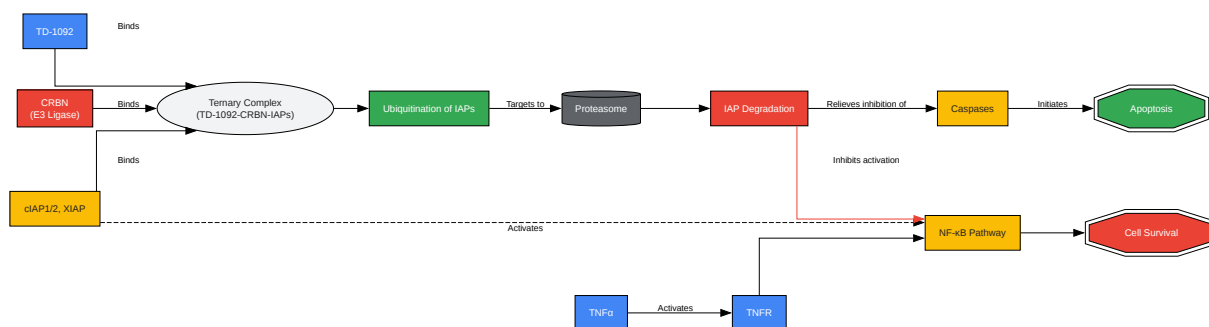 TD-1092
Binds
CRBN
(E3 Ligase)
Binds
Ternary Complex
(TD-1092-CRBN-IAPs)
Ubiquitination of IAPs
Targets to
Proteasome
IAP Degradation
Relieves inhibition of
Caspases
Initiates
Apoptosis
Binds
Inhibits activation
cIAP1/2, XIAP
Activates
NF-κB Pathway
Cell Survival
TNFα
Activates
TNFR